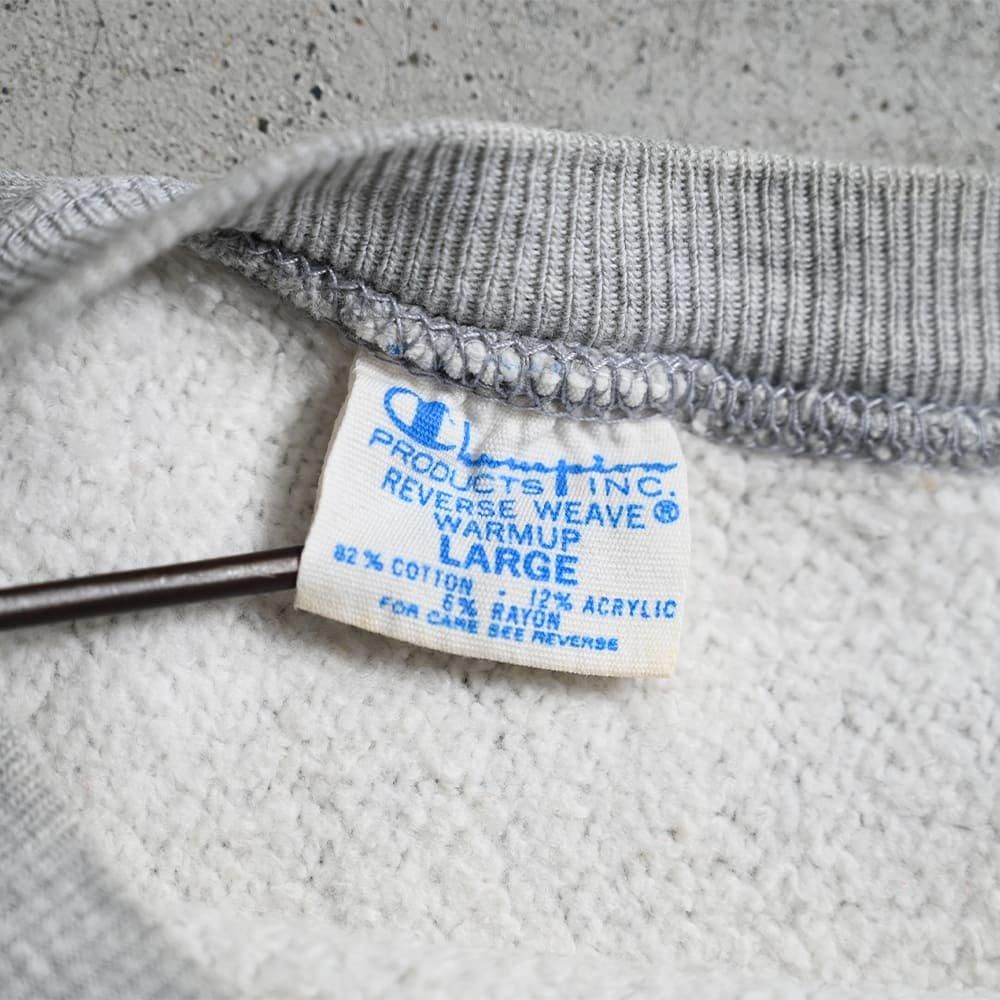 Champion
PRODUCTS INC.
REVERSE WEAVE ®
WARMUP
LARGE
82% COTTON · 12% ACRYLIC
6% RAYON
FOR CARE SEE REVERSE